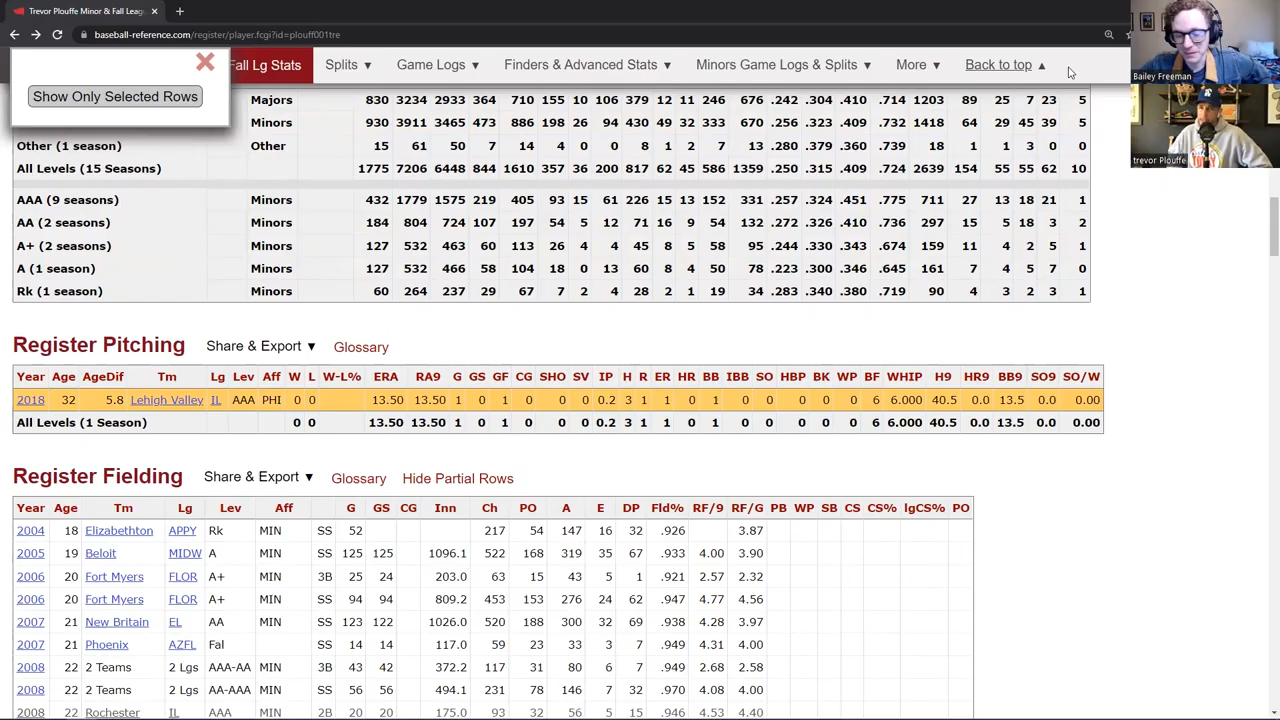 Trevor Plouffe Minor & Fall Leag
baseball-reference.com/register/player.fcgi?id=plouff001tre
Fall Lg Stats Splits ▼ Game Logs ▼ Finders & Advanced Stats ▼ Minors Game Logs & Splits ▼ More ▼ Back to top ▲
Show Only Selected Rows
Bailey Freeman
trevor Plouffe
Majors 830 3234 2933 364 710 155 10 106 379 12 11 246 676 .242 .304 .410 .714 1203 89 25 7 23 5
Minors 930 3911 3465 473 886 198 26 94 430 49 32 333 670 .256 .323 .409 .732 1418 64 29 45 39 5
Other (1 season) Other 15 61 50 7 14 4 0 0 8 1 2 7 13 .280 .379 .360 .739 18 1 1 3 0 0
All Levels (15 Seasons) 1775 7206 6448 844 1610 357 36 200 817 62 45 586 1359 .250 .315 .409 .724 2639 154 55 55 62 10
AAA (9 seasons) Minors 432 1779 1575 219 405 93 15 61 226 15 13 152 331 .257 .324 .451 .775 711 27 13 18 21 1
AA (2 seasons) Minors 184 804 724 107 197 54 5 12 71 16 9 54 132 .272 .326 .410 .736 297 15 5 18 3 2
A+ (2 seasons) Minors 127 532 463 60 113 26 4 4 45 8 5 58 95 .244 .330 .343 .674 159 11 4 2 5 1
A (1 season) Minors 127 532 466 58 104 18 0 13 60 8 4 50 78 .223 .300 .346 .645 161 7 4 5 7 0
Rk (1 season) Minors 60 264 237 29 67 7 2 4 28 2 1 19 34 .283 .340 .380 .719 90 4 3 2 3 1
Register Pitching Share & Export ▼ Glossary
Year Age AgeDif Tm Lg Lev Aff W L W-L% ERA RA9 G GS GF CG SHO SV IP H R ER HR BB IBB SO HBP BK WP BF WHIP H9 HR9 BB9 SO9 SO/W
2018 32 5.8 Lehigh Valley IL AAA PHI 0 0 13.50 13.50 1 0 1 0 0 0 0.2 3 1 1 0 1 0 0 0 0 0 6 6.000 40.5 0.0 13.5 0.0 0.00
All Levels (1 Season) 0 0 13.50 13.50 1 0 1 0 0 0 0.2 3 1 1 0 1 0 0 0 0 0 6 6.000 40.5 0.0 13.5 0.0 0.00
Register Fielding Share & Export ▼ Glossary Hide Partial Rows
Year Age Tm Lg Lev Aff G GS CG Inn Ch PO A E DP Fld% RF/9 RF/G PB WP SB CS CS% lgCS% PO
2004 18 Elizabethton APPY Rk MIN SS 52 217 54 147 16 32 .926 3.87
2005 19 Beloit MIDW A MIN SS 125 125 1096.1 522 168 319 35 67 .933 4.00 3.90
2006 20 Fort Myers FLOR A+ MIN 3B 25 24 203.0 63 15 43 5 1 .921 2.57 2.32
2006 20 Fort Myers FLOR A+ MIN SS 94 94 809.2 453 153 276 24 62 .947 4.77 4.56
2007 21 New Britain EL AA MIN SS 123 122 1026.0 520 188 300 32 69 .938 4.28 3.97
2007 21 Phoenix AZFL Fal SS 14 14 117.0 59 23 33 3 7 .949 4.31 4.00
2008 22 2 Teams 2 Lgs AAA-AA MIN 3B 43 42 372.2 117 31 80 6 7 .949 2.68 2.58
2008 22 2 Teams 2 Lgs AA-AAA MIN SS 56 56 494.1 231 78 146 7 32 .970 4.08 4.00
2008 22 Rochester IL AAA MIN 2B 20 20 175.0 93 32 56 5 15 .946 4.53 4.40